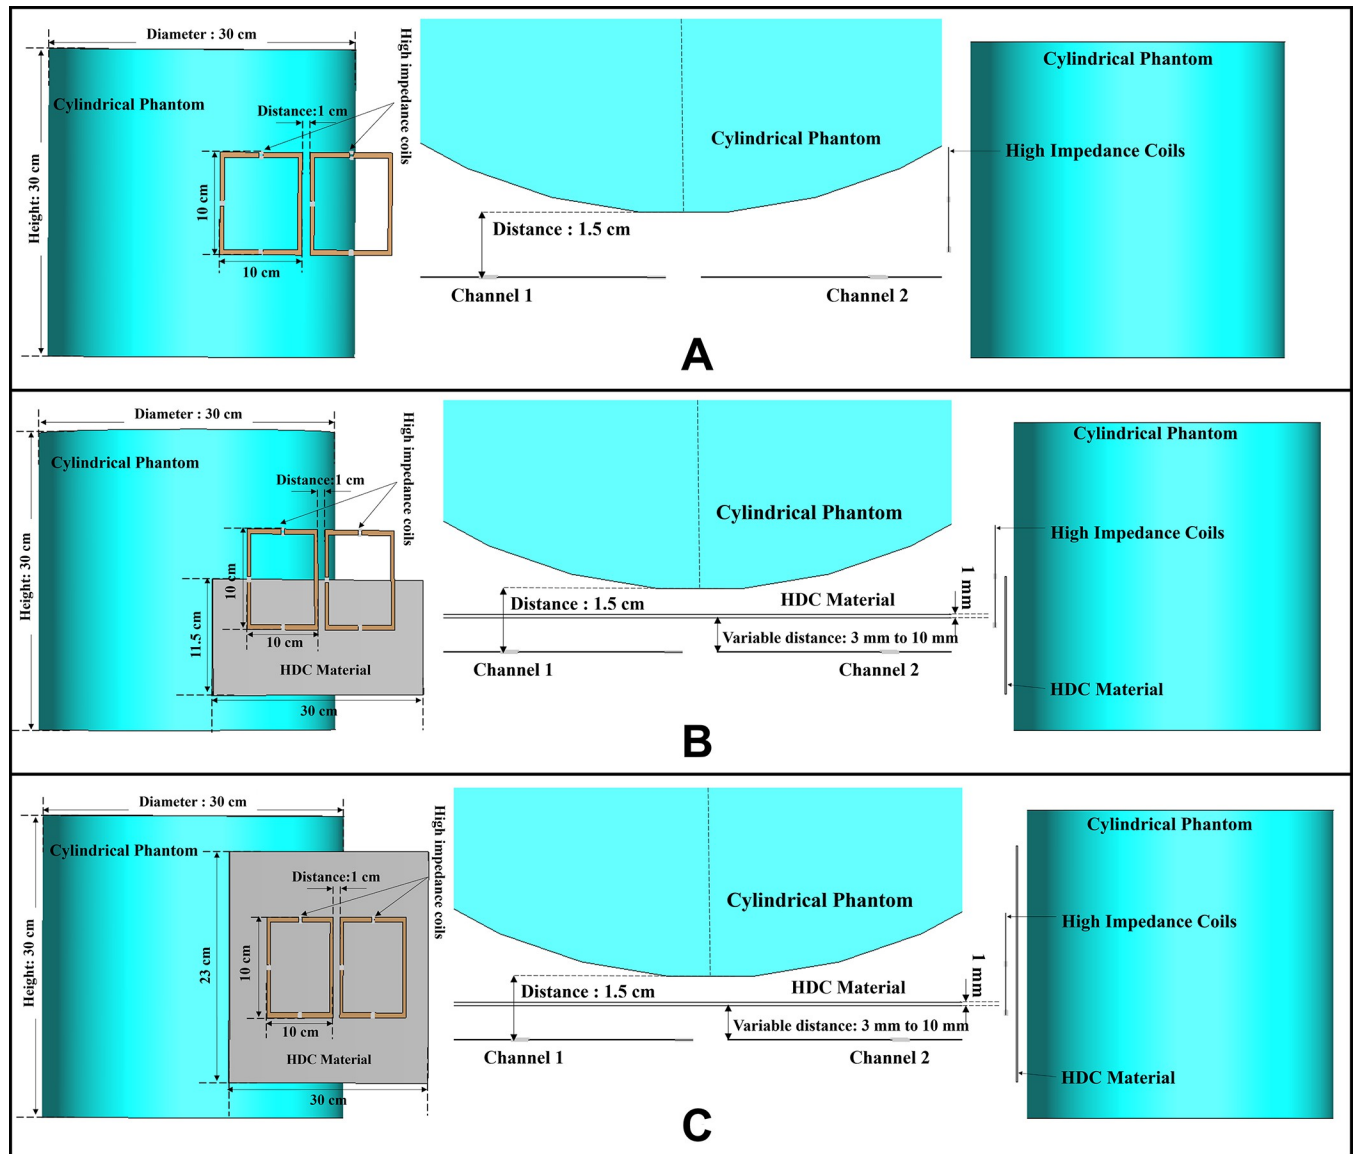 Diameter : 30 cm
Cylindrical Phantom
Distance:1 cm
High impedance coils
Height: 30 cm
10 cm
10 cm
Cylindrical Phantom
Distance : 1.5 cm
Channel 1
Channel 2
Cylindrical Phantom
High Impedance Coils
A
Diameter : 30 cm
Cylindrical Phantom
Distance:1 cm
High impedance coils
Height: 30 cm
10 cm
10 cm
11.5 cm
HDC Material
30 cm
Cylindrical Phantom
Distance : 1.5 cm
HDC Material
1 mm
Variable distance: 3 mm to 10 mm
Channel 1
Channel 2
Cylindrical Phantom
High Impedance Coils
HDC Material
B
Diameter : 30 cm
Cylindrical Phantom
Distance:1 cm
High impedance coils
Height: 30 cm
23 cm
10 cm
10 cm
HDC Material
30 cm
Cylindrical Phantom
Distance : 1.5 cm
HDC Material
1 mm
Variable distance: 3 mm to 10 mm
Channel 1
Channel 2
Cylindrical Phantom
High Impedance Coils
HDC Material
C